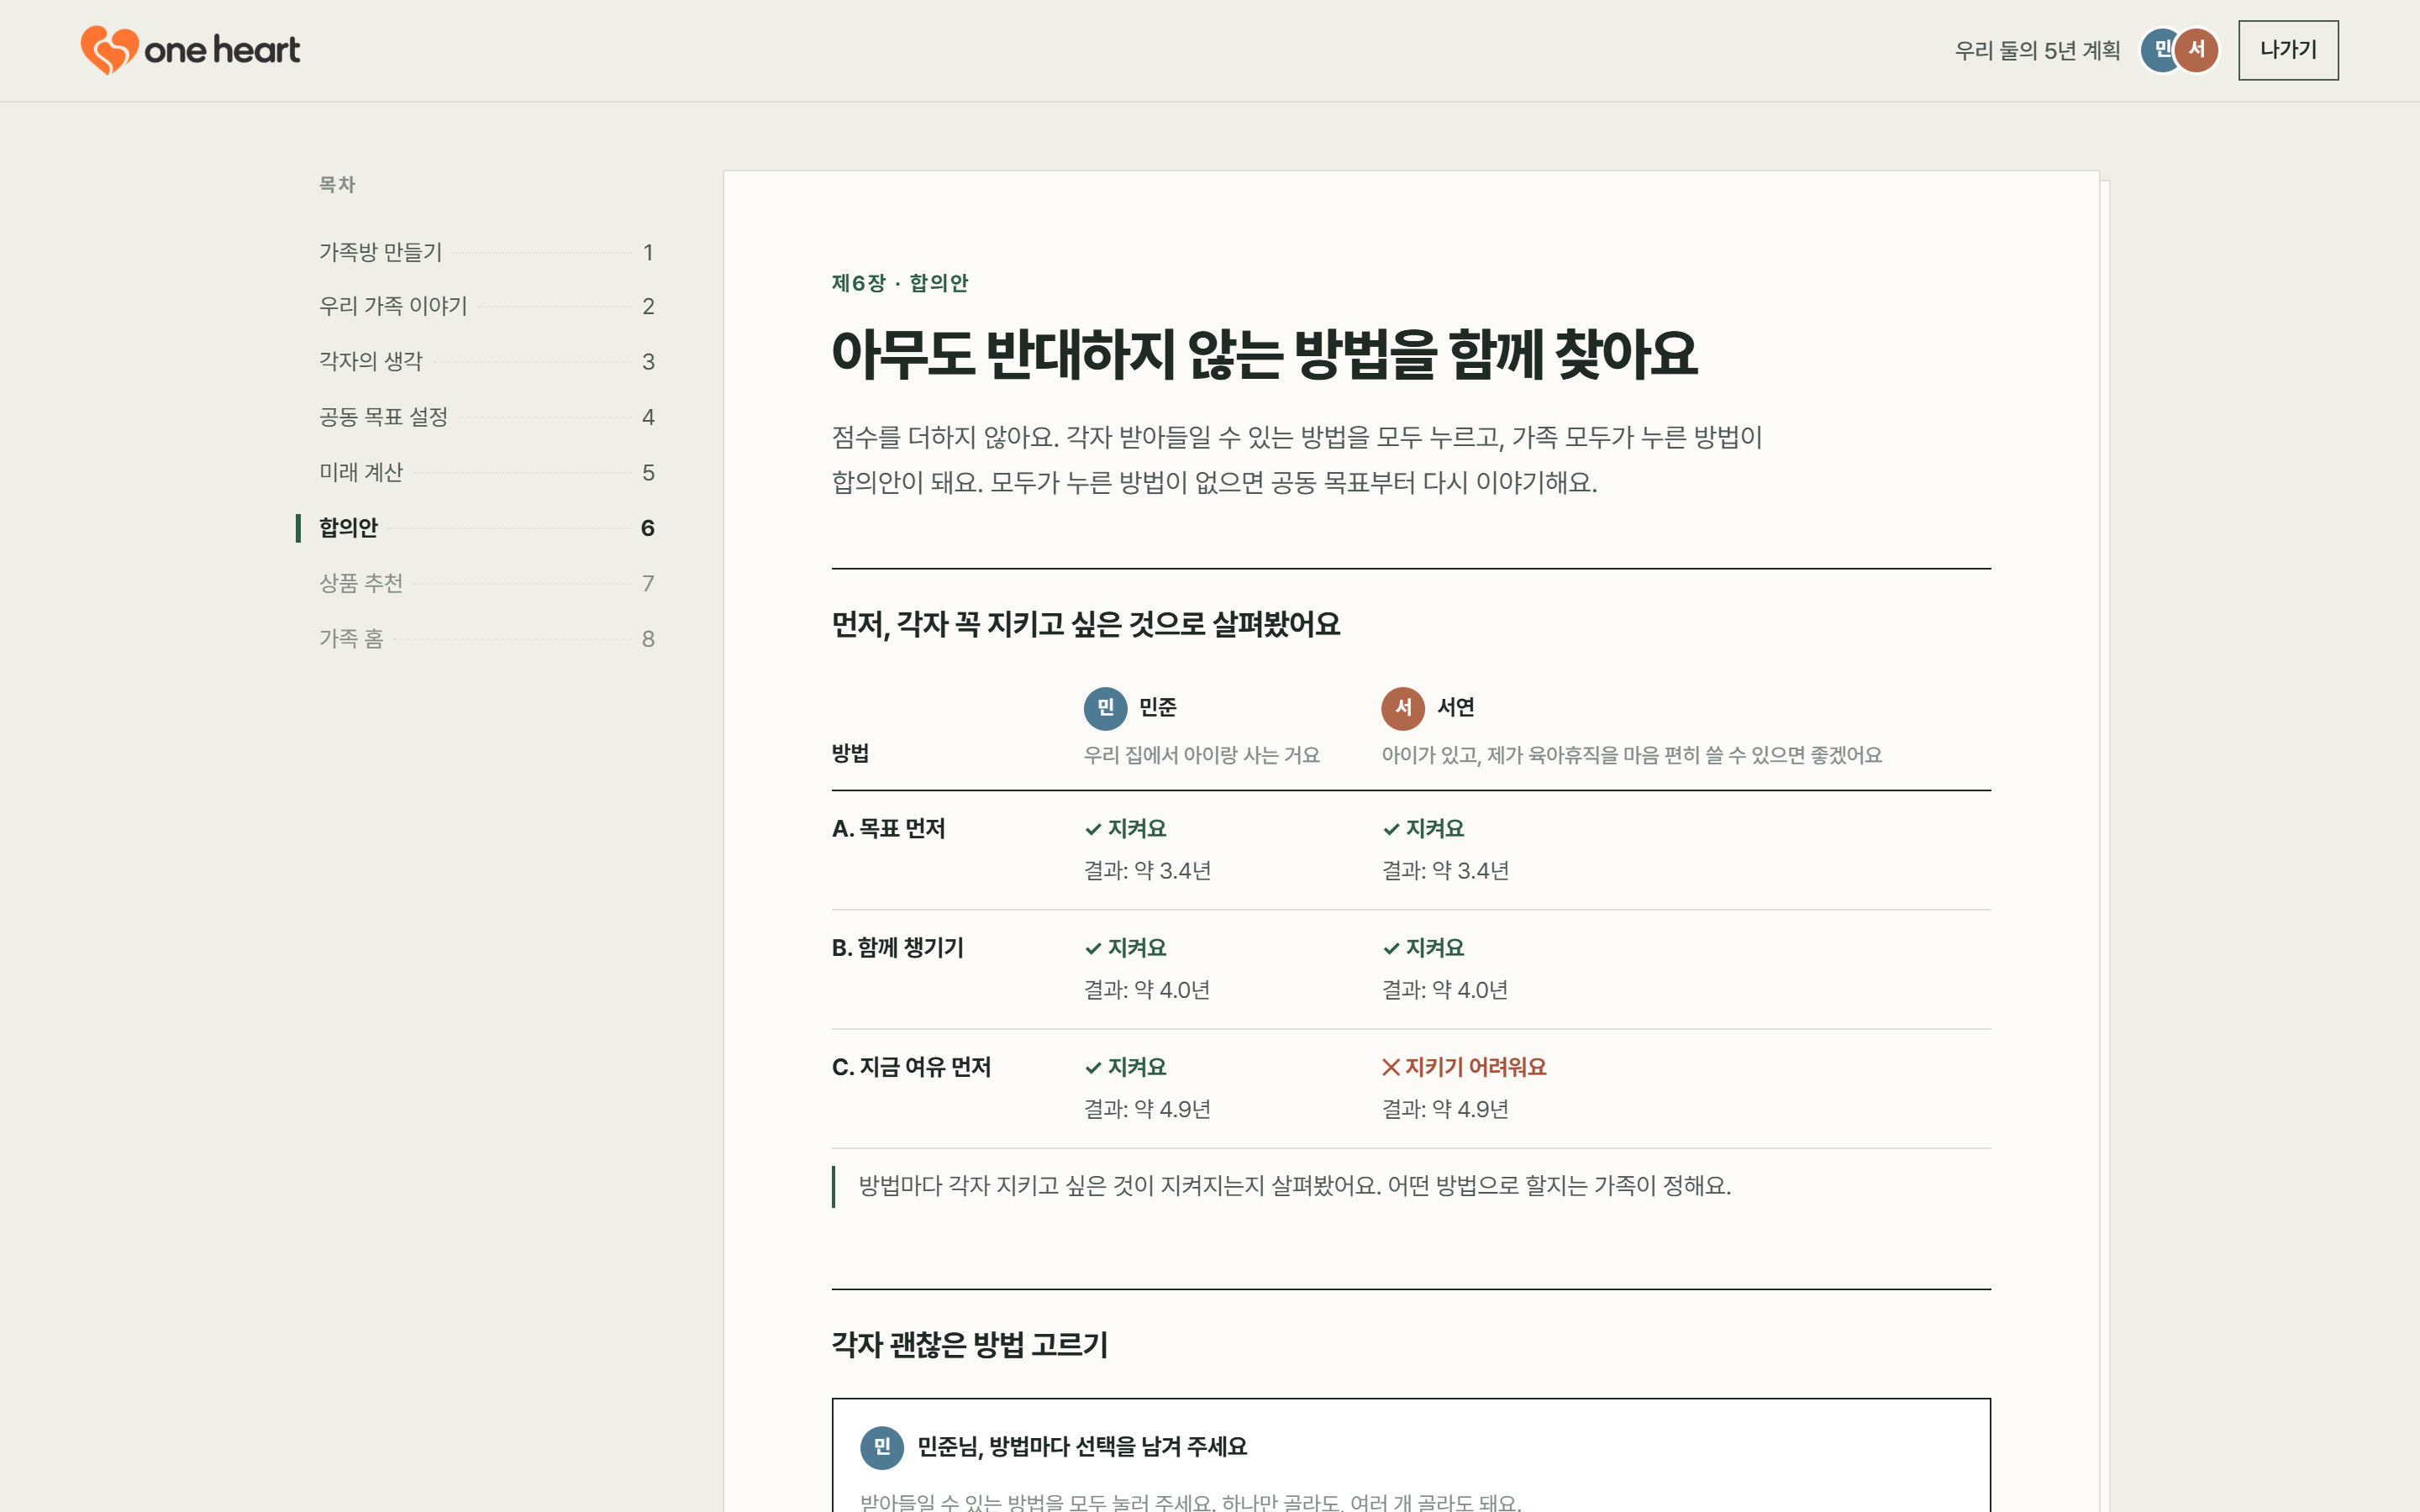 one heart
우리 둘의 5년 계획
민
서
나가기
목차
가족방 만들기 1
우리 가족 이야기 2
각자의 생각 3
공동 목표 설정 4
미래 계산 5
합의안 6
상품 추천 7
가족 홈 8
제6장 · 합의안
아무도 반대하지 않는 방법을 함께 찾아요
점수를 더하지 않아요. 각자 받아들일 수 있는 방법을 모두 누르고, 가족 모두가 누른 방법이
합의안이 돼요. 모두가 누른 방법이 없으면 공동 목표부터 다시 이야기해요.
먼저, 각자 꼭 지키고 싶은 것으로 살펴봤어요
민 민준 서 서연
방법 우리 집에서 아이랑 사는 거요 아이가 있고, 제가 육아휴직을 마음 편히 쓸 수 있으면 좋겠어요
A. 목표 먼저 ✓ 지켜요 ✓ 지켜요
결과: 약 3.4년 결과: 약 3.4년
B. 함께 챙기기 ✓ 지켜요 ✓ 지켜요
결과: 약 4.0년 결과: 약 4.0년
C. 지금 여유 먼저 ✓ 지켜요 ✕ 지키기 어려워요
결과: 약 4.9년 결과: 약 4.9년
방법마다 각자 지키고 싶은 것이 지켜지는지 살펴봤어요. 어떤 방법으로 할지는 가족이 정해요.
각자 괜찮은 방법 고르기
민 민준님, 방법마다 선택을 남겨 주세요
받아들일 수 있는 방법을 모두 눌러 주세요. 하나만 골라도, 여러 개 골라도 돼요.